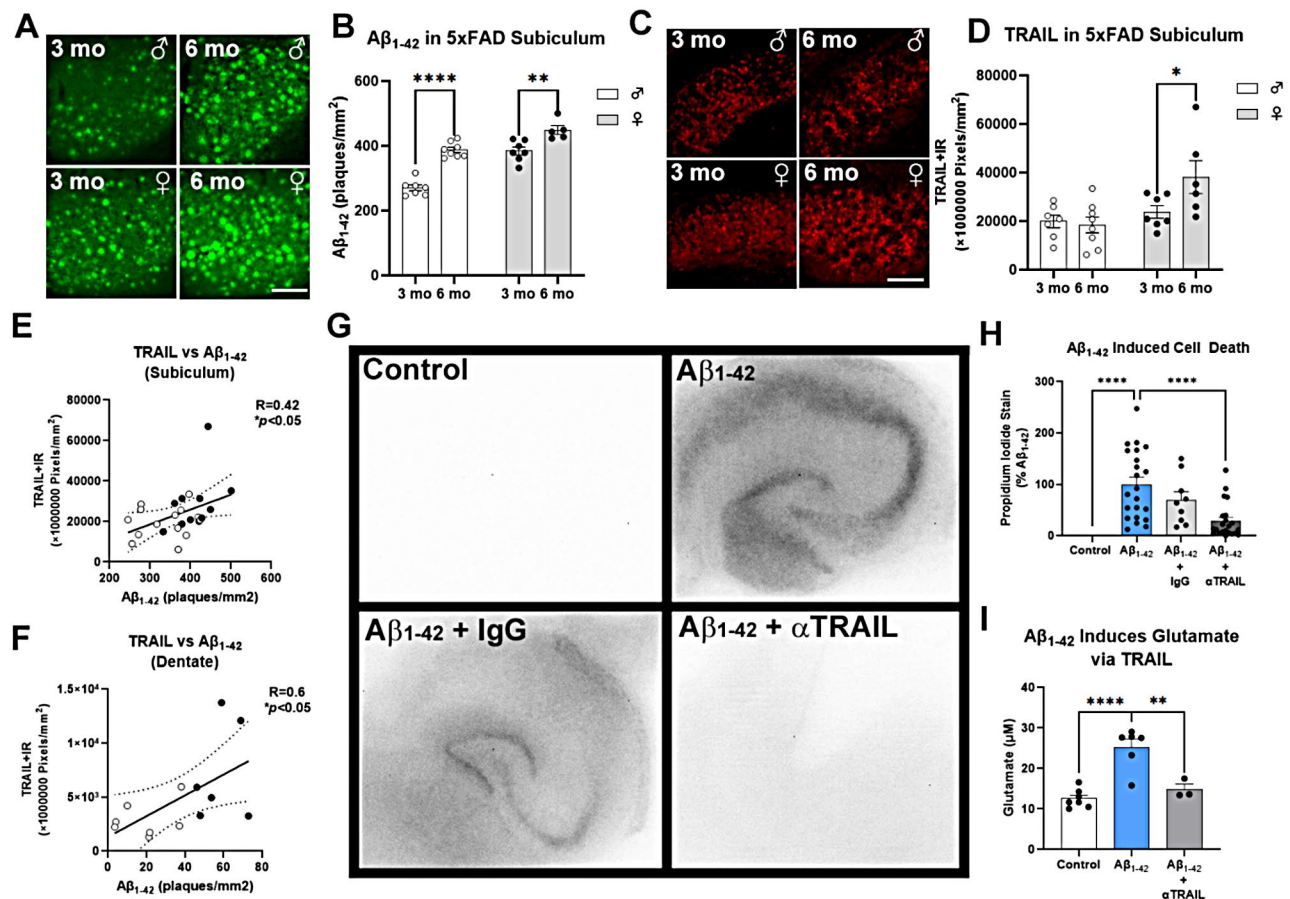 A
3 mo
♂
6 mo
♂
3 mo
♀
6 mo
♀
B
Aβ1-42 in 5xFAD Subiculum
Aβ1-42 (plaques/mm2)
600
400
200
0
****
**
♂
♀
3 mo 6 mo
3 mo 6 mo
C
3 mo
♂
6 mo
♂
3 mo
♀
6 mo
♀
D
TRAIL in 5xFAD Subiculum
TRAIL+IR
(×1000000 Pixels/mm2)
80000
60000
40000
20000
0
*
♂
♀
3 mo 6 mo
3 mo 6 mo
E
TRAIL vs Aβ1-42
(Subiculum)
R=0.42
*p<0.05
TRAIL+IR
(×1000000 Pixels/mm2)
80000
60000
40000
20000
0
200 300 400 500 600
Aβ1-42 (plaques/mm2)
F
TRAIL vs Aβ1-42
(Dentate)
R=0.6
*p<0.05
TRAIL+IR
(×1000000 Pixels/mm2)
1.5×104
1×104
5×103
0
0 20 40 60 80
Aβ1-42 (plaques/mm2)
G
Control
Aβ1-42
Aβ1-42 + IgG
Aβ1-42 + αTRAIL
H
Aβ1-42 Induced Cell Death
Propidium Iodide Stain
(% Aβ1-42)
300
200
100
0
****
****
Control
Aβ1-42
Aβ1-42
+
IgG
Aβ1-42
+
αTRAIL
I
Aβ1-42 Induces Glutamate
via TRAIL
Glutamate (μM)
40
30
20
10
0
****
**
Control
Aβ1-42
Aβ1-42
+
αTRAIL